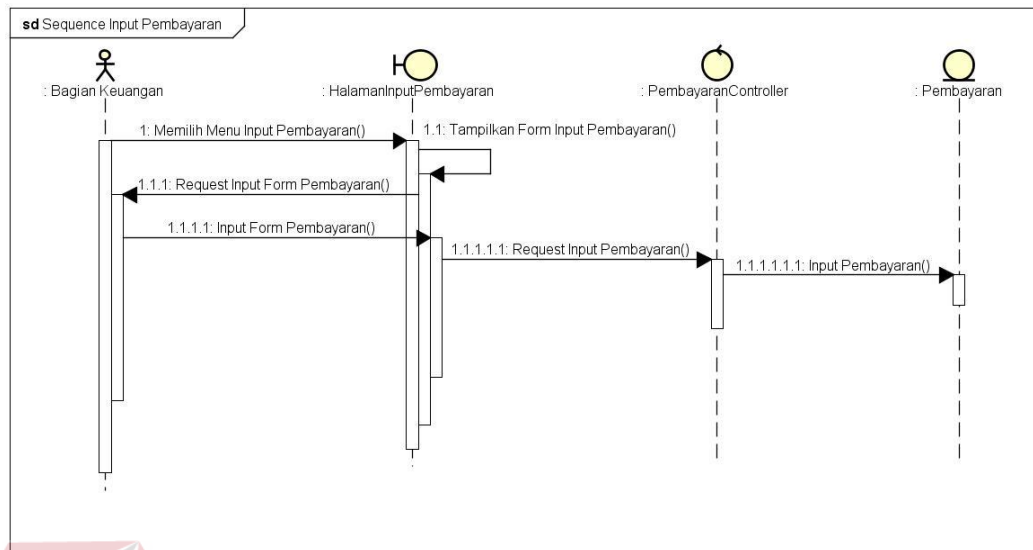 sd Sequence Input Pembayaran
: Bagian Keuangan
: HalamanInputPembayaran
: PembayaranController
: Pembayaran
1: Memilih Menu Input Pembayaran()
1.1: Tampilkan Form Input Pembayaran()
1.1.1: Request Input Form Pembayaran()
1.1.1.1: Input Form Pembayaran()
1.1.1.1.1: Request Input Pembayaran()
1.1.1.1.1.1: Input Pembayaran()